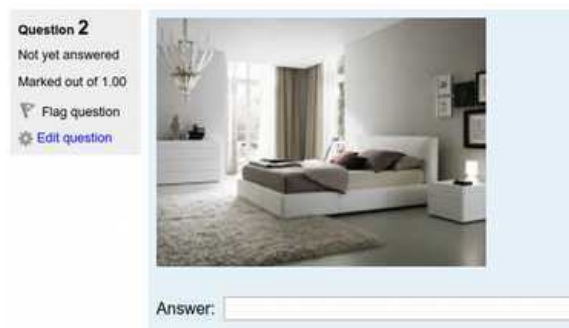 Question 2
Not yet answered
Marked out of 1.00
Flag question
Edit question
Answer: